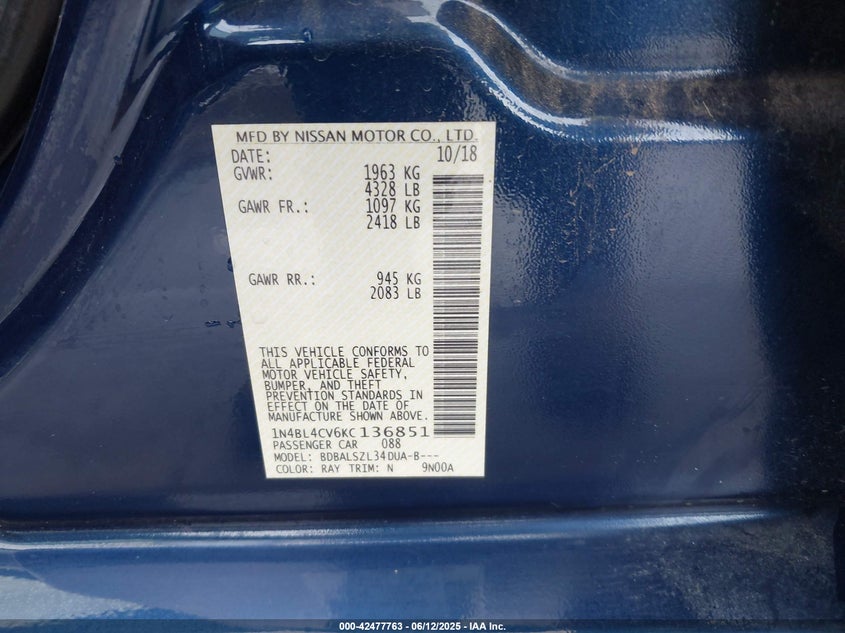 MFD BY NISSAN MOTOR CO., LTD.
DATE: 10/18
GVWR: 1963 KG
4328 LB
GAWR FR.: 1097 KG
2418 LB
GAWR RR.: 945 KG
2083 LB
THIS VEHICLE CONFORMS TO
ALL APPLICABLE FEDERAL
MOTOR VEHICLE SAFETY,
BUMPER, AND THEFT
PREVENTION STANDARDS IN
EFFECT ON THE DATE OF
MANUFACTURE SHOWN ABOVE.
1N4BL4CV6KC136851
PASSENGER CAR 088
MODEL: BDBALSZL34DUA-B---
COLOR: RAY TRIM: N 9N00A
000-42477763 - 06/12/2025 - IAA Inc.